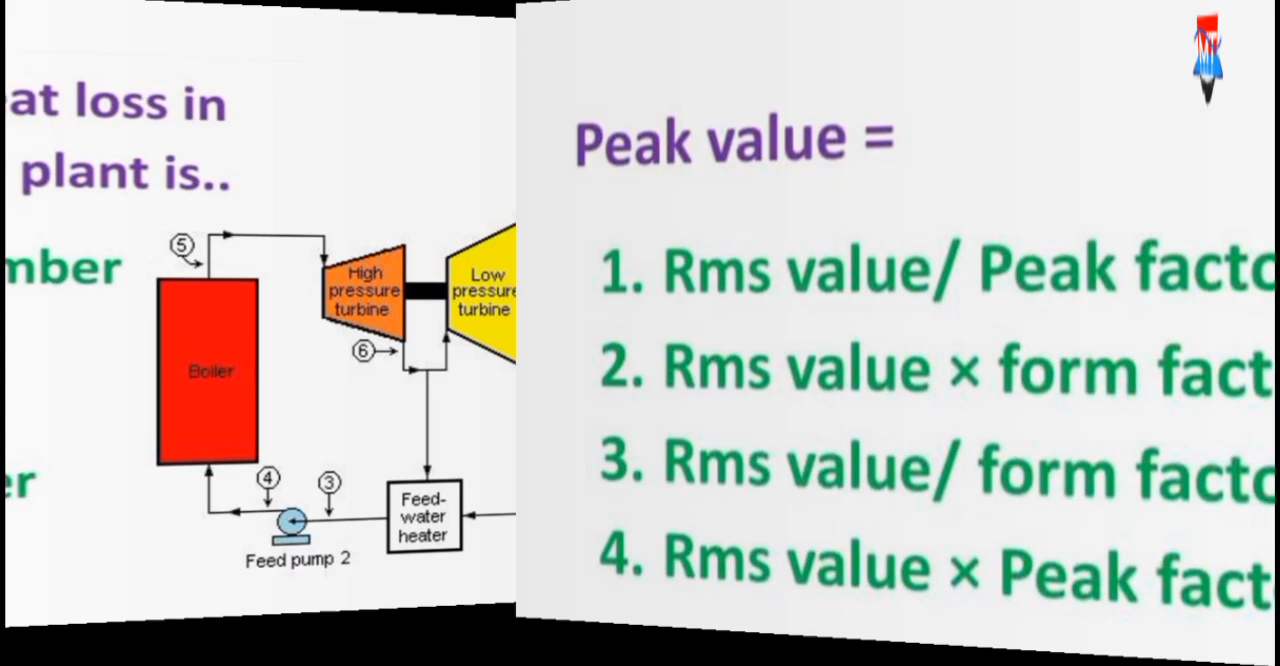 at loss in
plant is..
mber
er
5
High
pressure
turbine
Low
pressure
turbine
6
Boiler
4
3
Feed-
water
heater
Feed pump 2
Peak value =
1. Rms value/ Peak facto
2. Rms value × form fact
3. Rms value/ form facto
4. Rms value × Peak fact